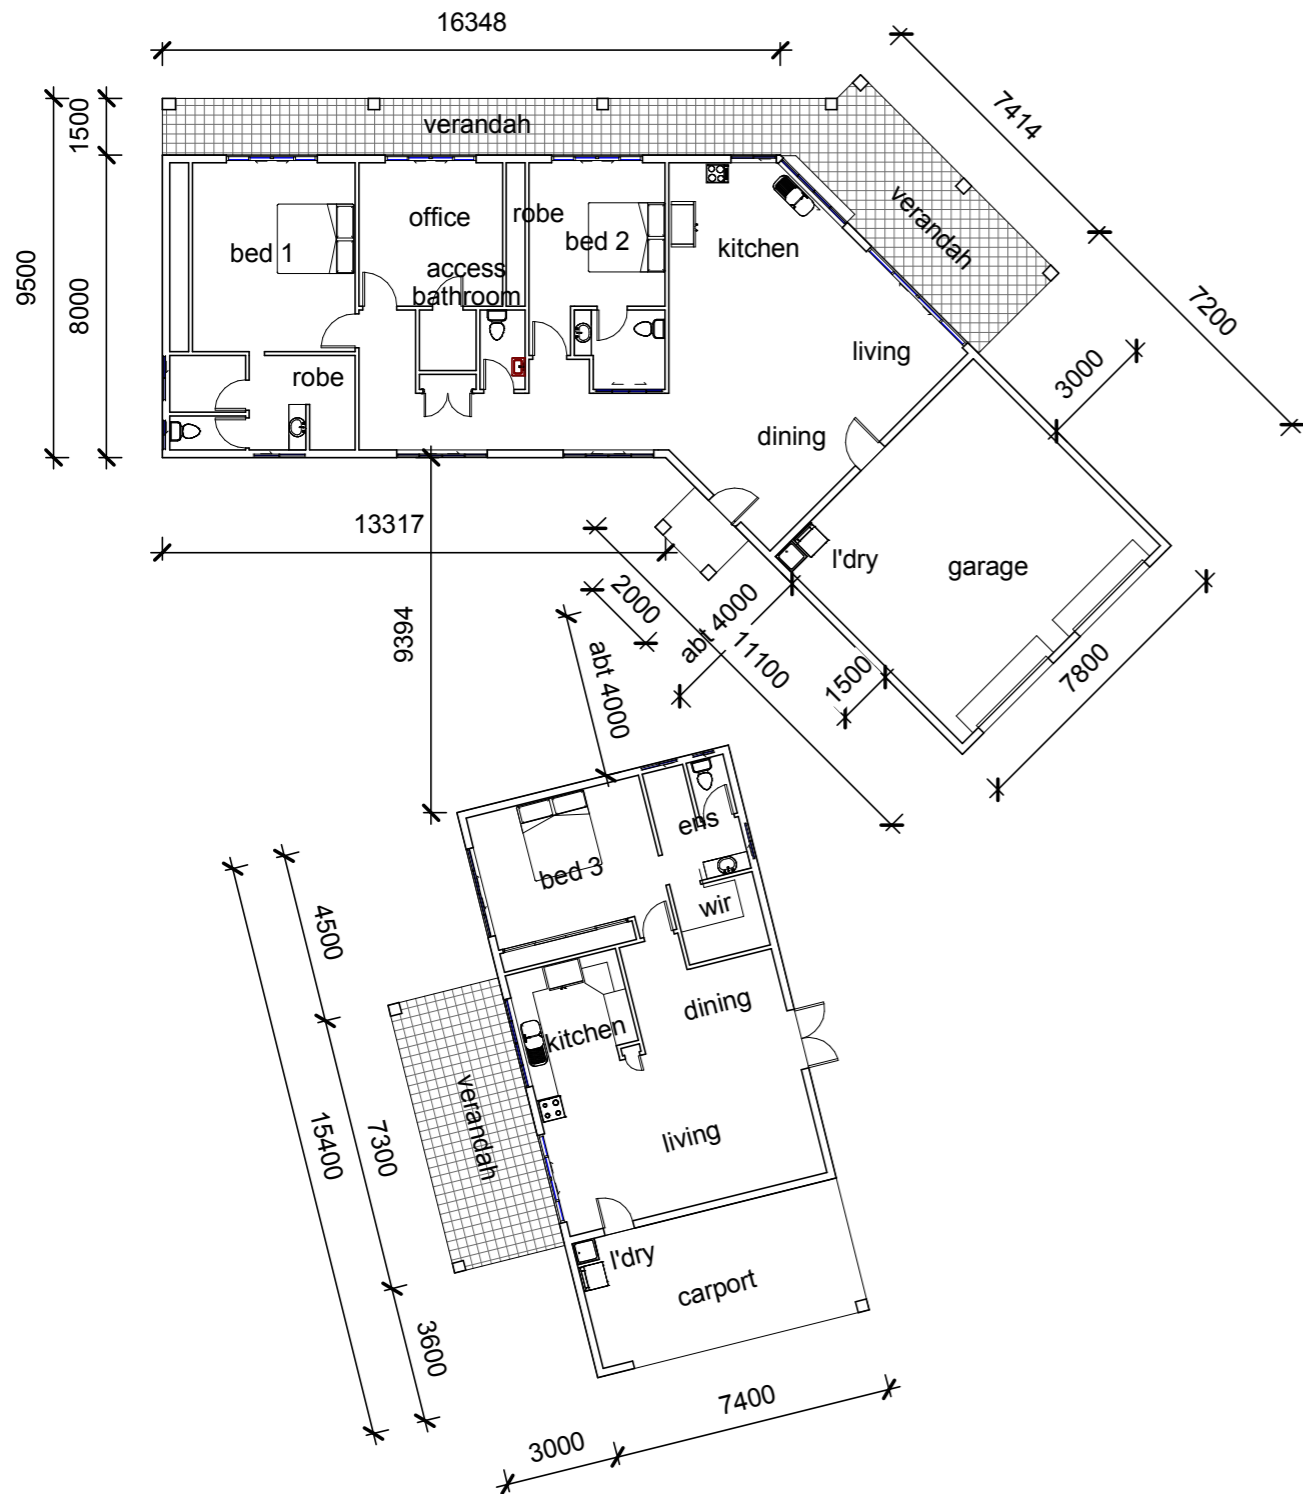 16348
7414
1500
verandah
verandah
9500
8000
office
robe
bed 1
bed 2
kitchen
access
bathroom
7200
living
3000
robe
dining
13317
l'dry
garage
2000
abt 4000
11100
1500
7800
9394
abt 4000
ens
bed 3
wir
4500
dining
kitchen
verandah
7300
15400
living
l'dry
carport
3600
7400
3000